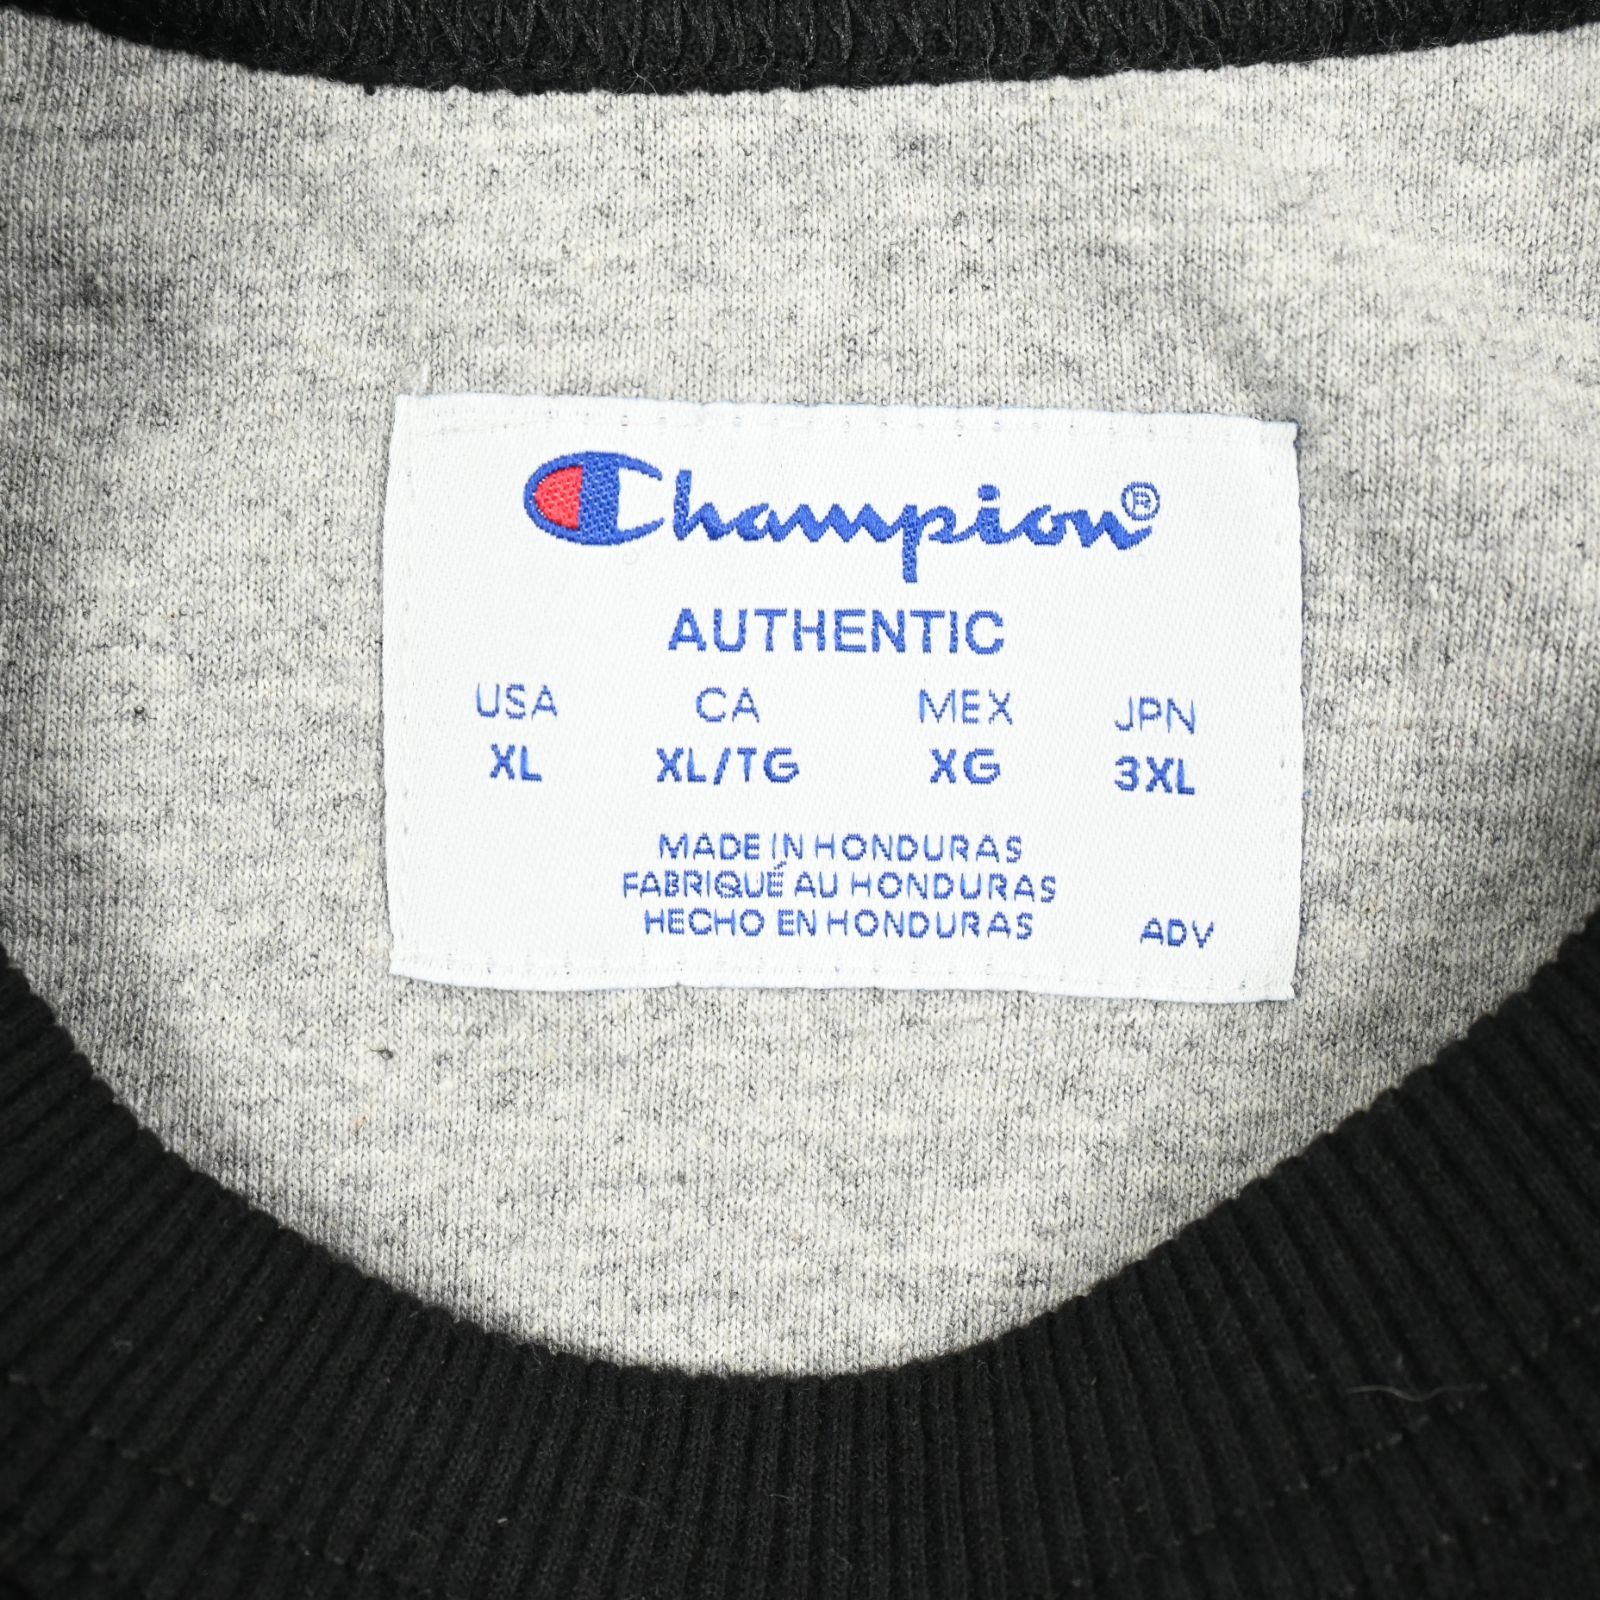 Champion®
AUTHENTIC
USA CA MEX JPN
XL XL/TG XG 3XL
MADE IN HONDURAS
FABRIQUÉ AU HONDURAS
HECHO EN HONDURAS ADV